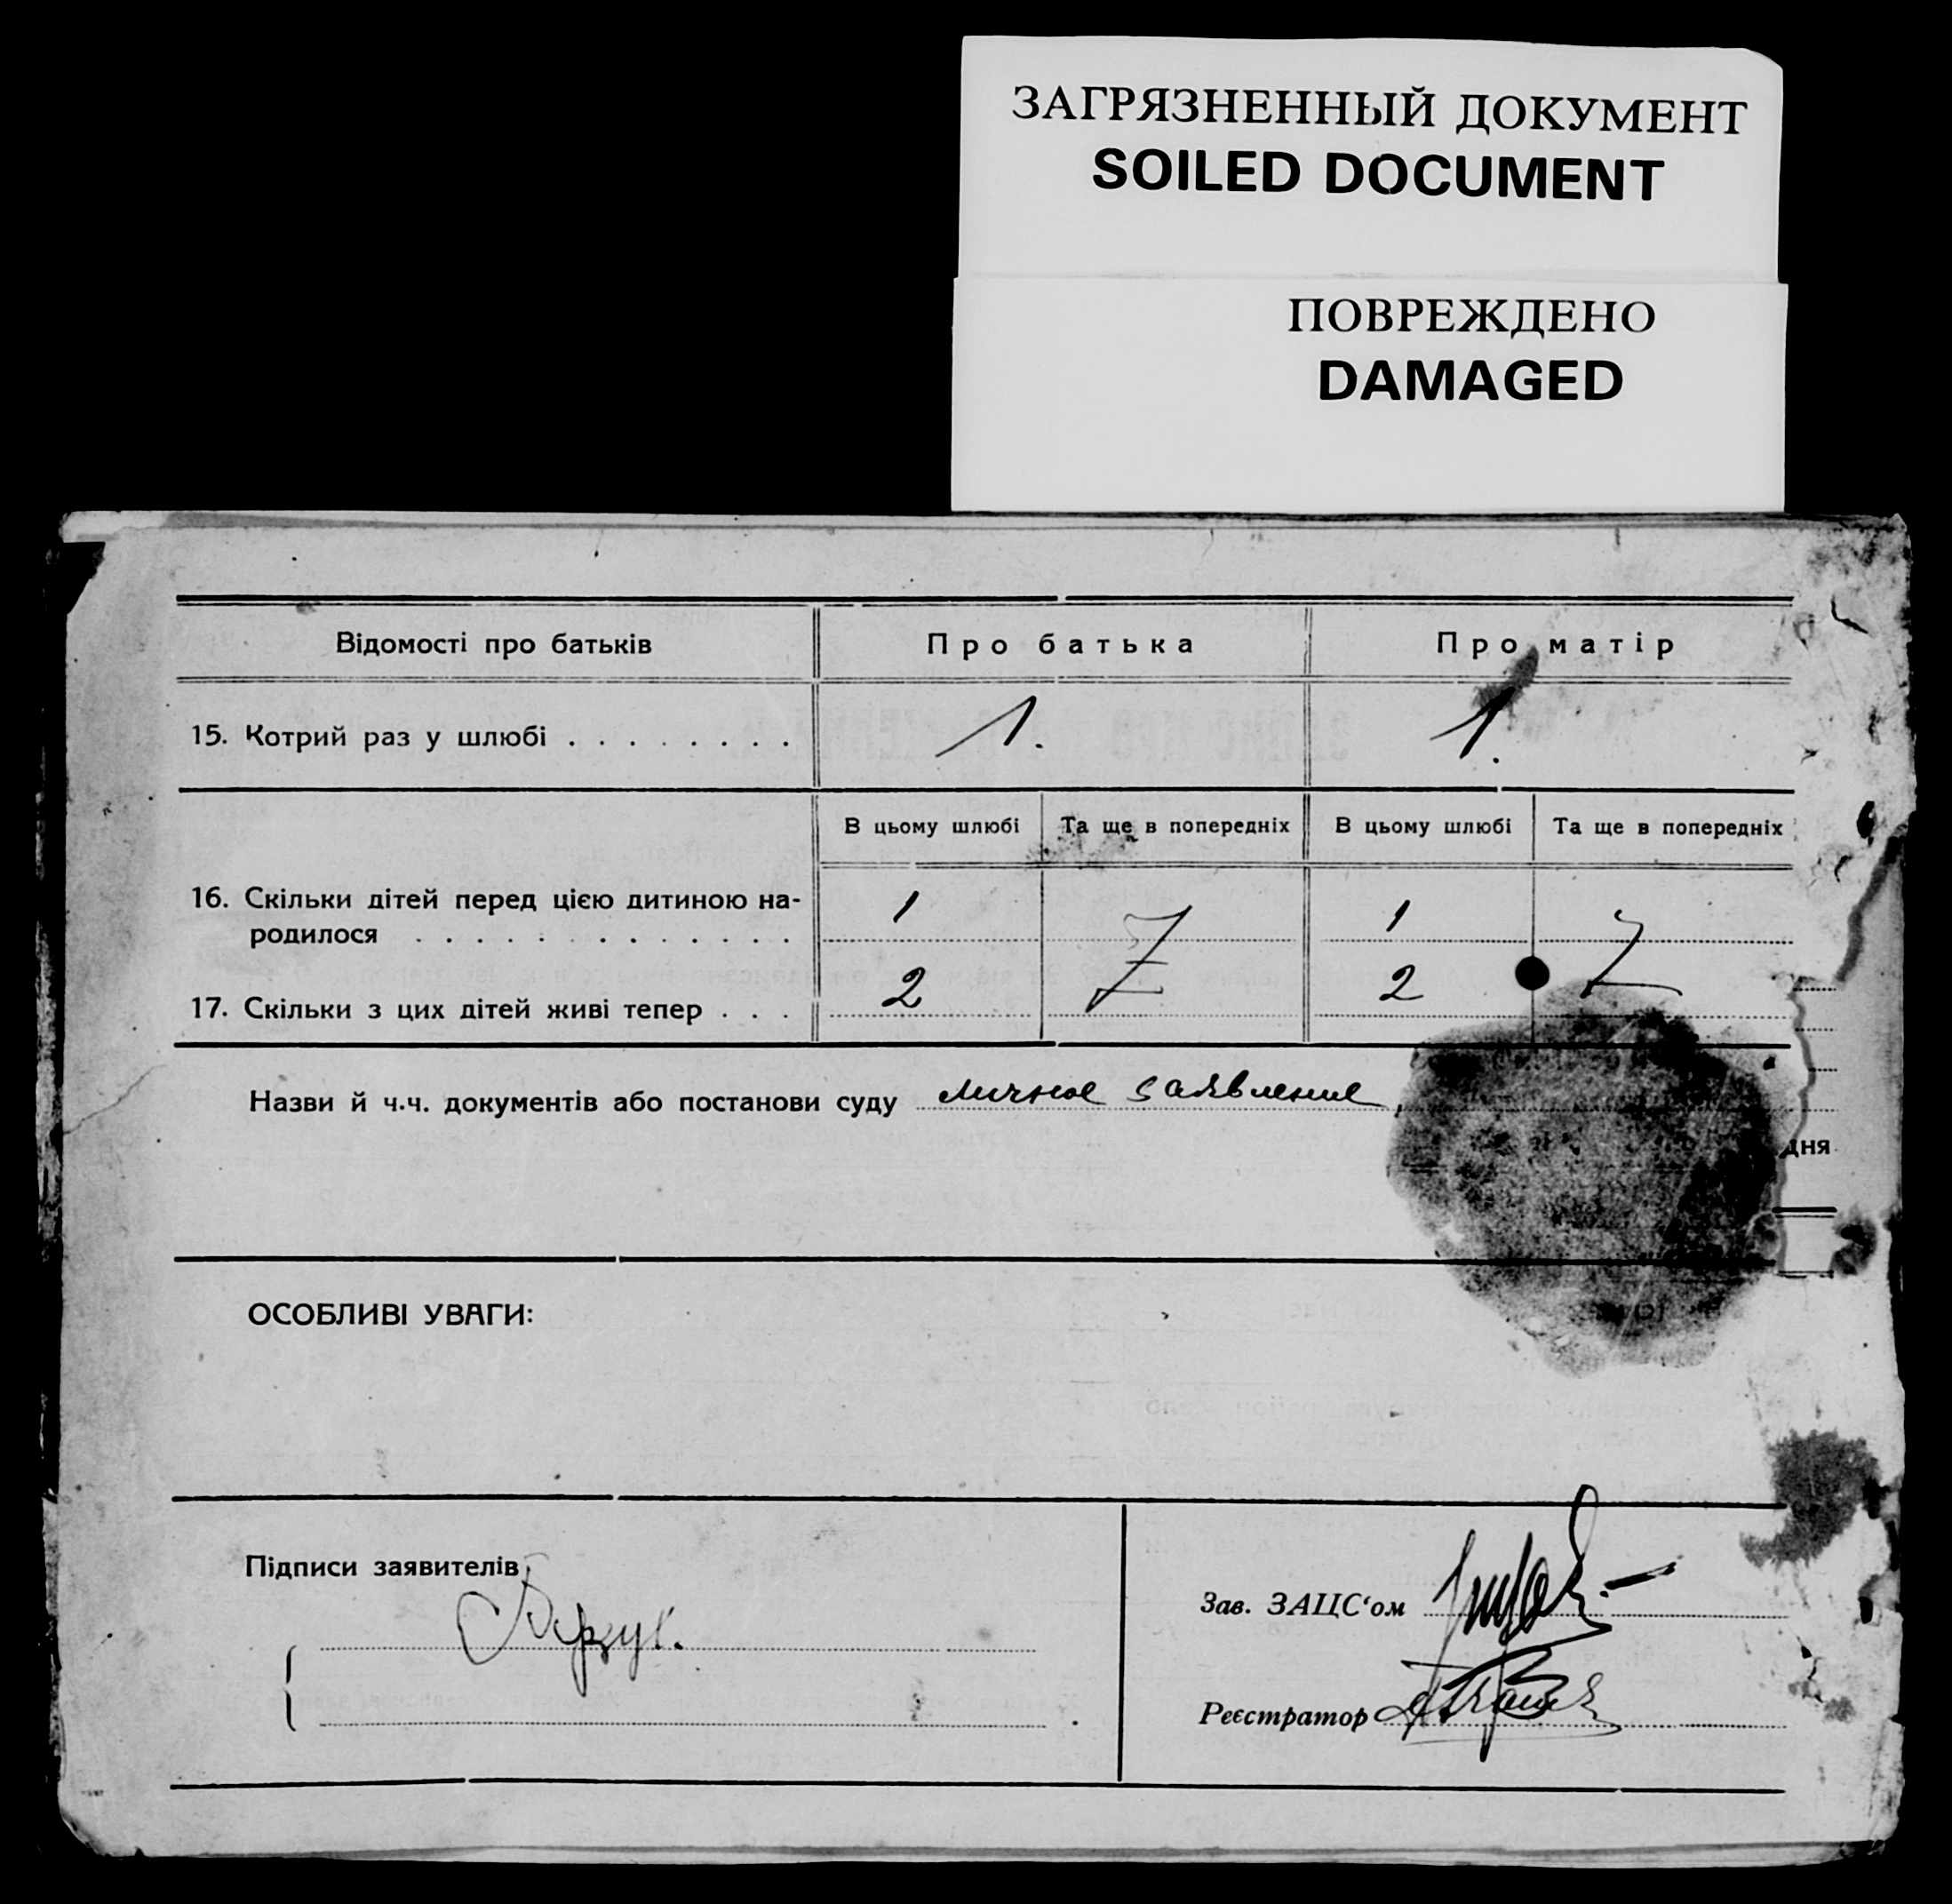 ЗАГРЯЗНЕННЫЙ ДОКУМЕНТ
SOILED DOCUMENT
ПОВРЕЖДЕНО
DAMAGED
Відомості про батьків Про батька Про матір
15. Котрий раз у шлюбі . . . . . . . . 1. 1.
В цьому шлюбі Та ще в попередніх В цьому шлюбі Та ще в попередніх
16. Скільки дітей перед цією дитиною на- 1 1
родилося . . . . . . . . . . . . .
17. Скільки з цих дітей живі тепер . . . 2 2
Назви й ч.ч. документів або постанови суду личное заявление
дня
ОСОБЛИВІ УВАГИ:
Підписи заявителів
Зав. ЗАЦС'ом
Реєстратор